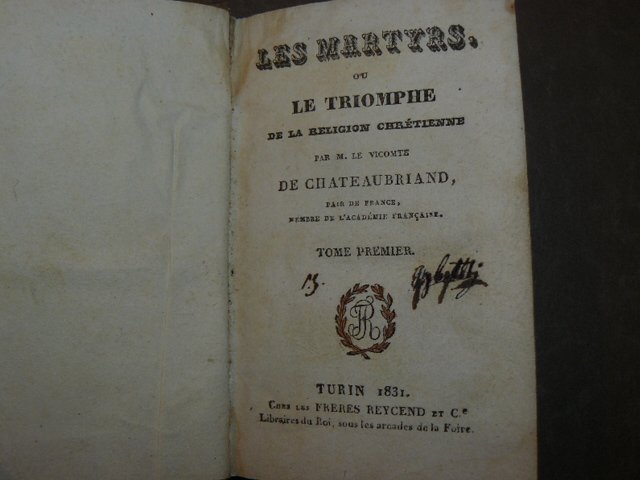 LES MARTYRS,
OU
LE TRIOMPHE
DE LA RELIGION CHRÉTIENNE
PAR M. LE VICOMTE
DE CHATEAUBRIAND,
PAIR DE FRANCE,
MEMBRE DE L'ACADÉMIE FRANÇAISE.
TOME PREMIER.
TURIN 1831.
CHEZ LES FRERES REYCEND ET C.e
Libraires du Roi, sous les arcades de la Foire.